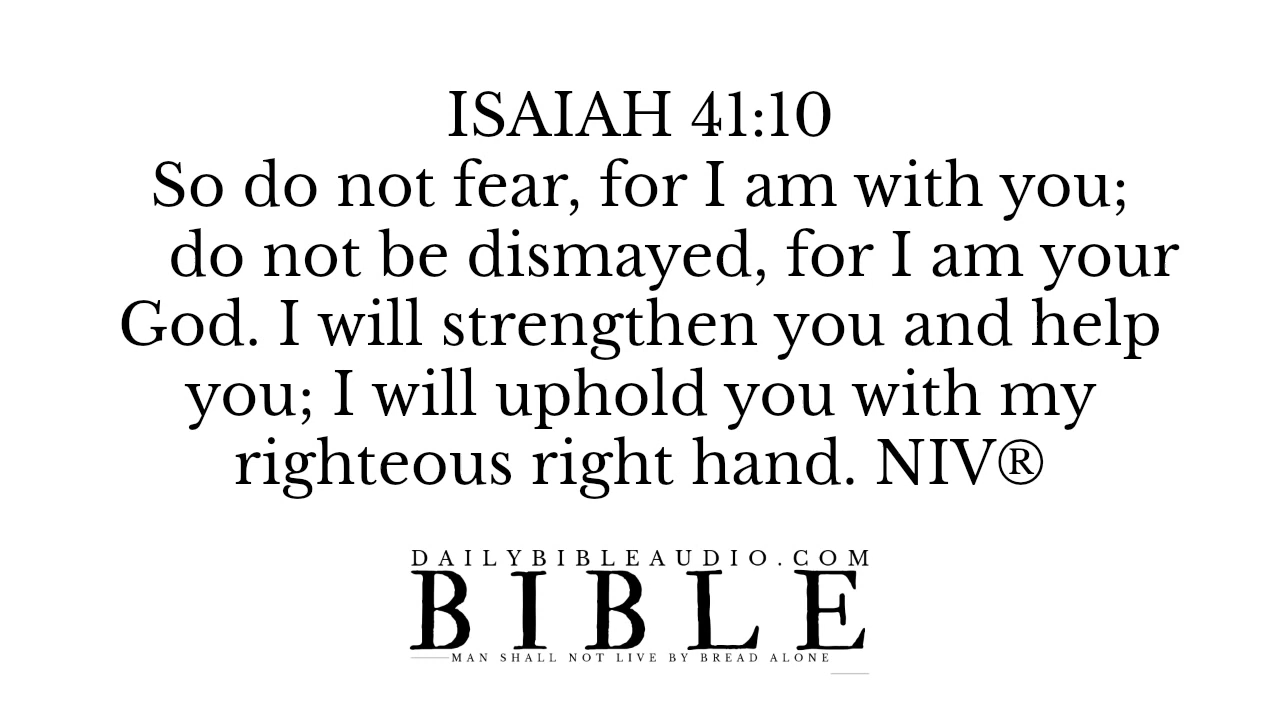 ISAIAH 41:10
So do not fear, for I am with you;
do not be dismayed, for I am your
God. I will strengthen you and help
you; I will uphold you with my
righteous right hand. NIV®
DAILYBIBLEAUDIO.COM
BIBLE
MAN SHALL NOT LIVE BY BREAD ALONE